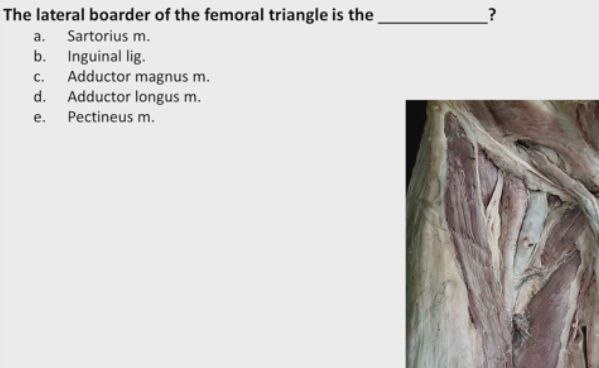 The lateral boarder of the femoral triangle is the ____________?
a. Sartorius m.
b. Inguinal lig.
c. Adductor magnus m.
d. Adductor longus m.
e. Pectineus m.